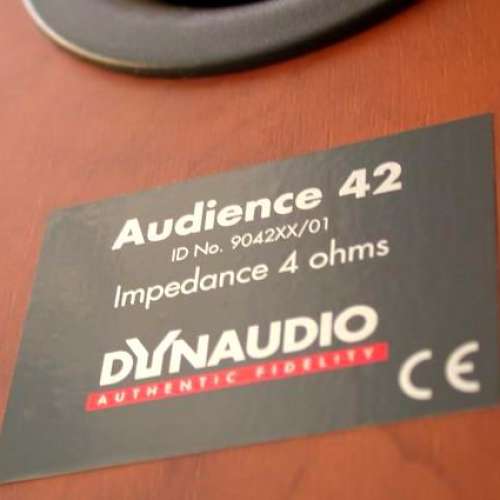 Audience 42
ID No. 9042XX/01
Impedance 4 ohms
DYNAUDIO
AUTHENTIC FIDELITY
CE